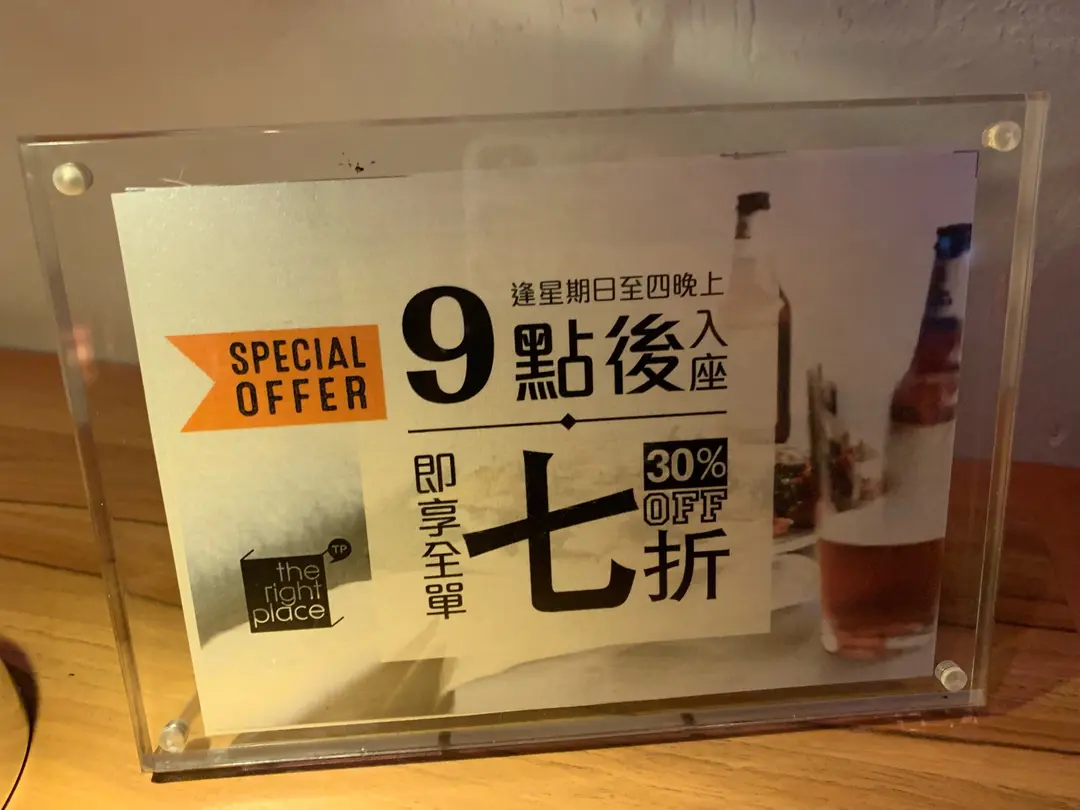 SPECIAL
OFFER
逢星期日至四晚上
9點後入座
即享全單
七折
30%
OFF
TP
the
right
place